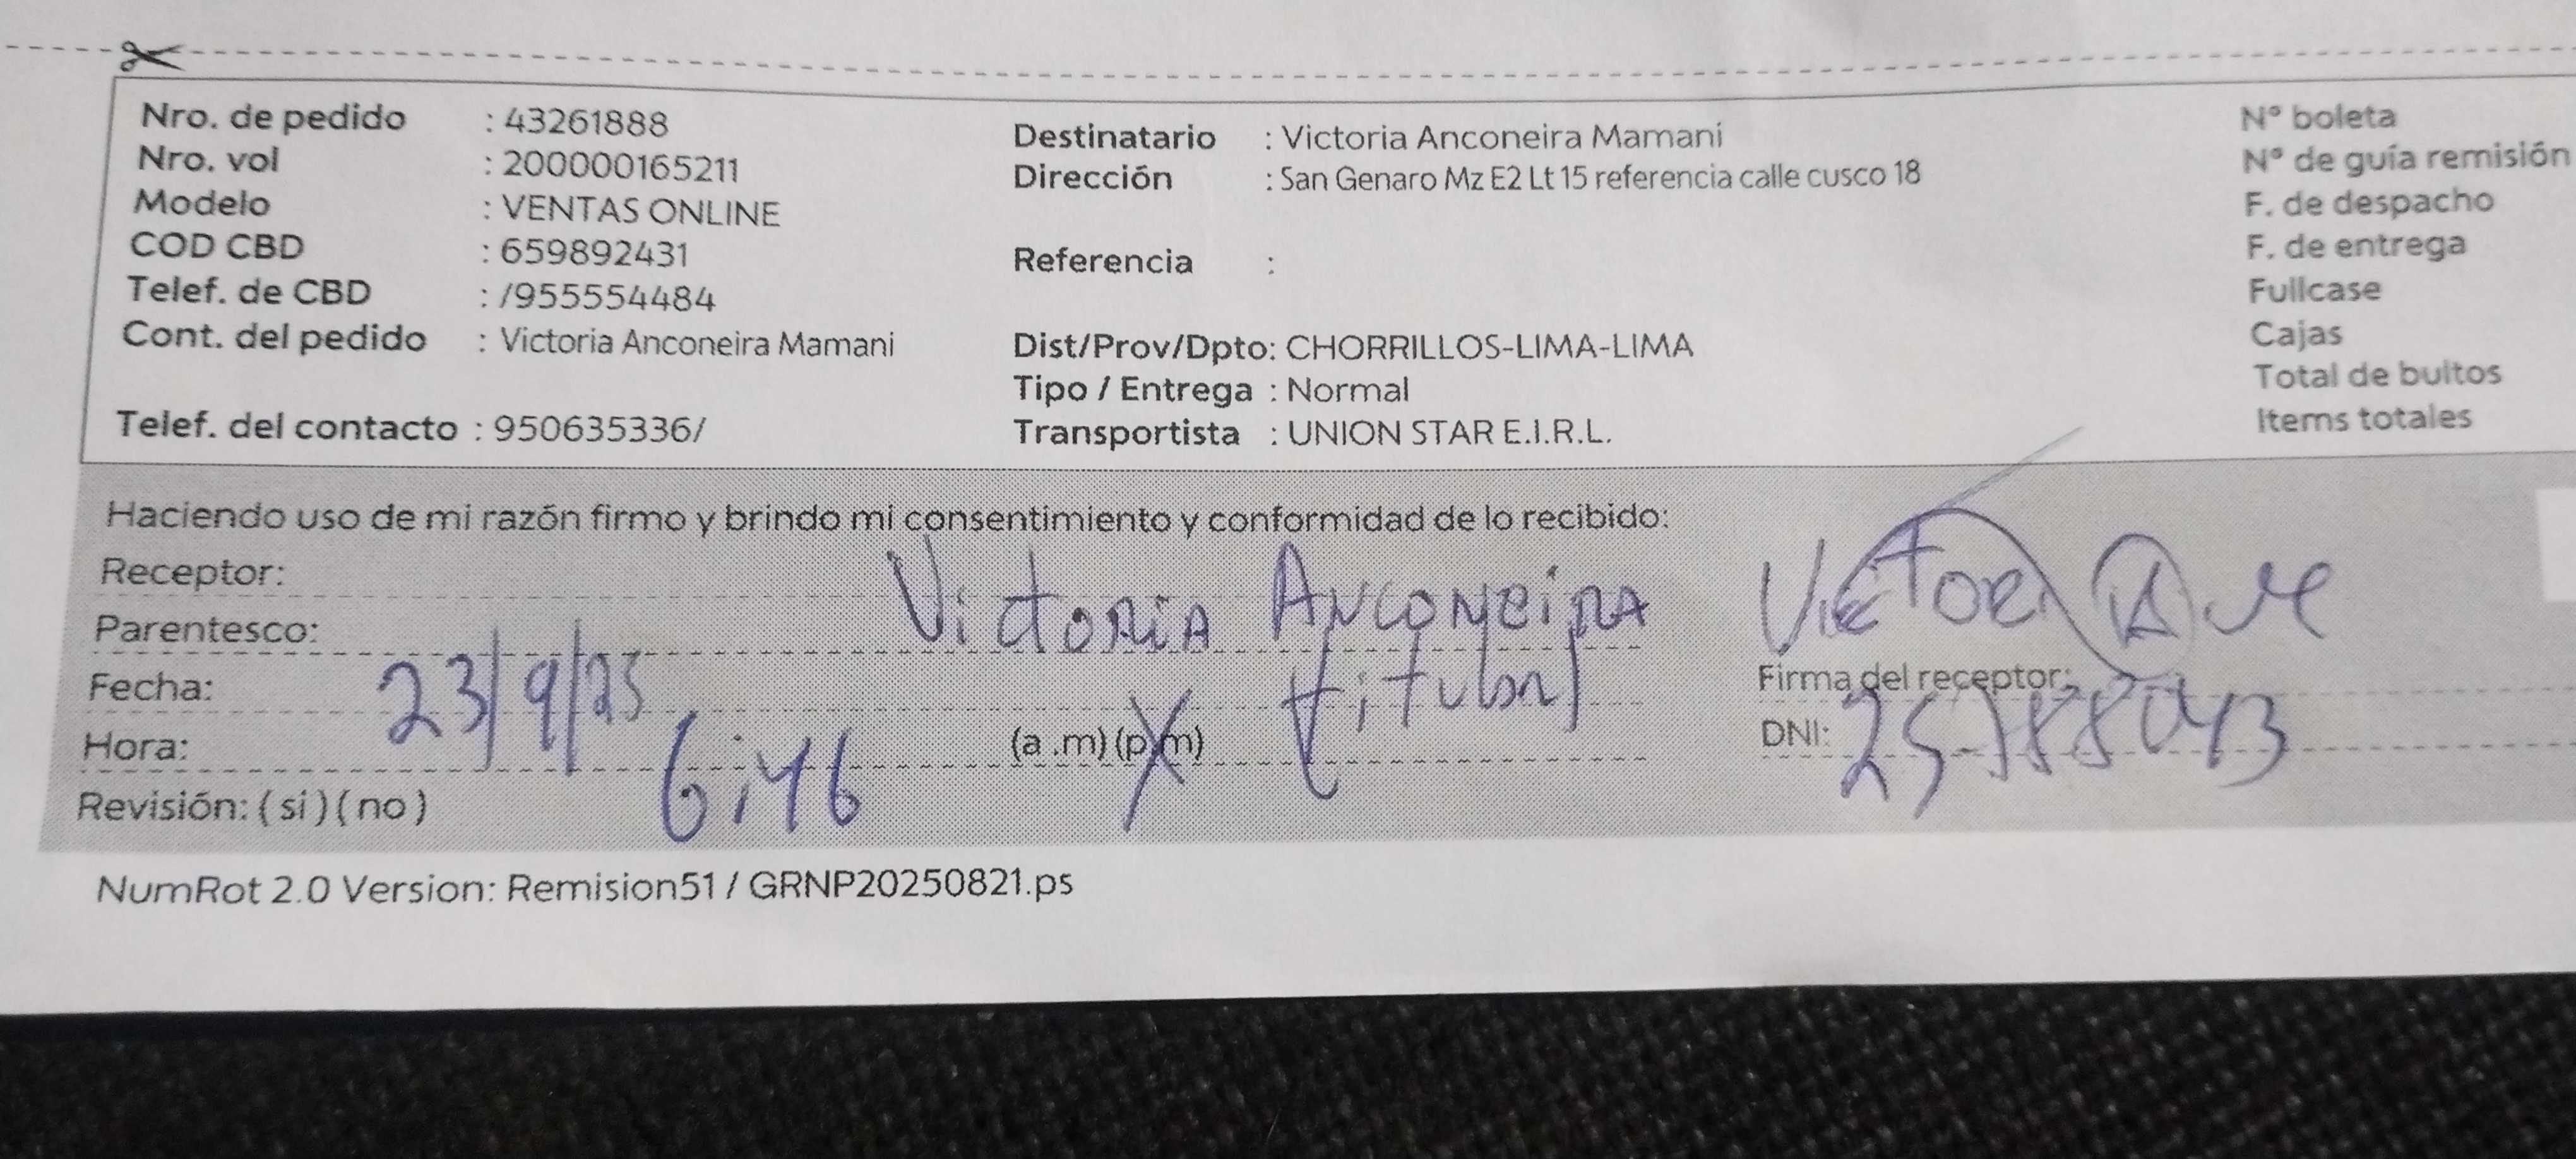 Nro. de pedido : 43261888
Nro. vol : 200000165211
Modelo : VENTAS ONLINE
COD CBD : 659892431
Telef. de CBD : /955554484
Cont. del pedido : Victoria Anconeira Mamani
Telef. del contacto : 950635336/
Destinatario : Victoria Anconeira Mamani
Dirección : San Genaro Mz E2 Lt 15 referencia calle cusco 18
Referencia :
Dist/Prov/Dpto: CHORRILLOS-LIMA-LIMA
Tipo / Entrega : Normal
Transportista : UNION STAR E.I.R.L.
N° boleta
N° de guía remisión
F. de despacho
F. de entrega
Fullcase
Cajas
Total de bultos
Items totales
Haciendo uso de mi razón firmo y brindo mi consentimiento y conformidad de lo recibido:
Receptor: Victoria Anconeira
Parentesco: titular
Fecha: 23/9/25
Hora: 6:46 (a .m) (p.m)
Revisión: ( si ) ( no )
Firma del receptor:
DNI:
NumRot 2.0 Version: Remision51 / GRNP20250821.ps